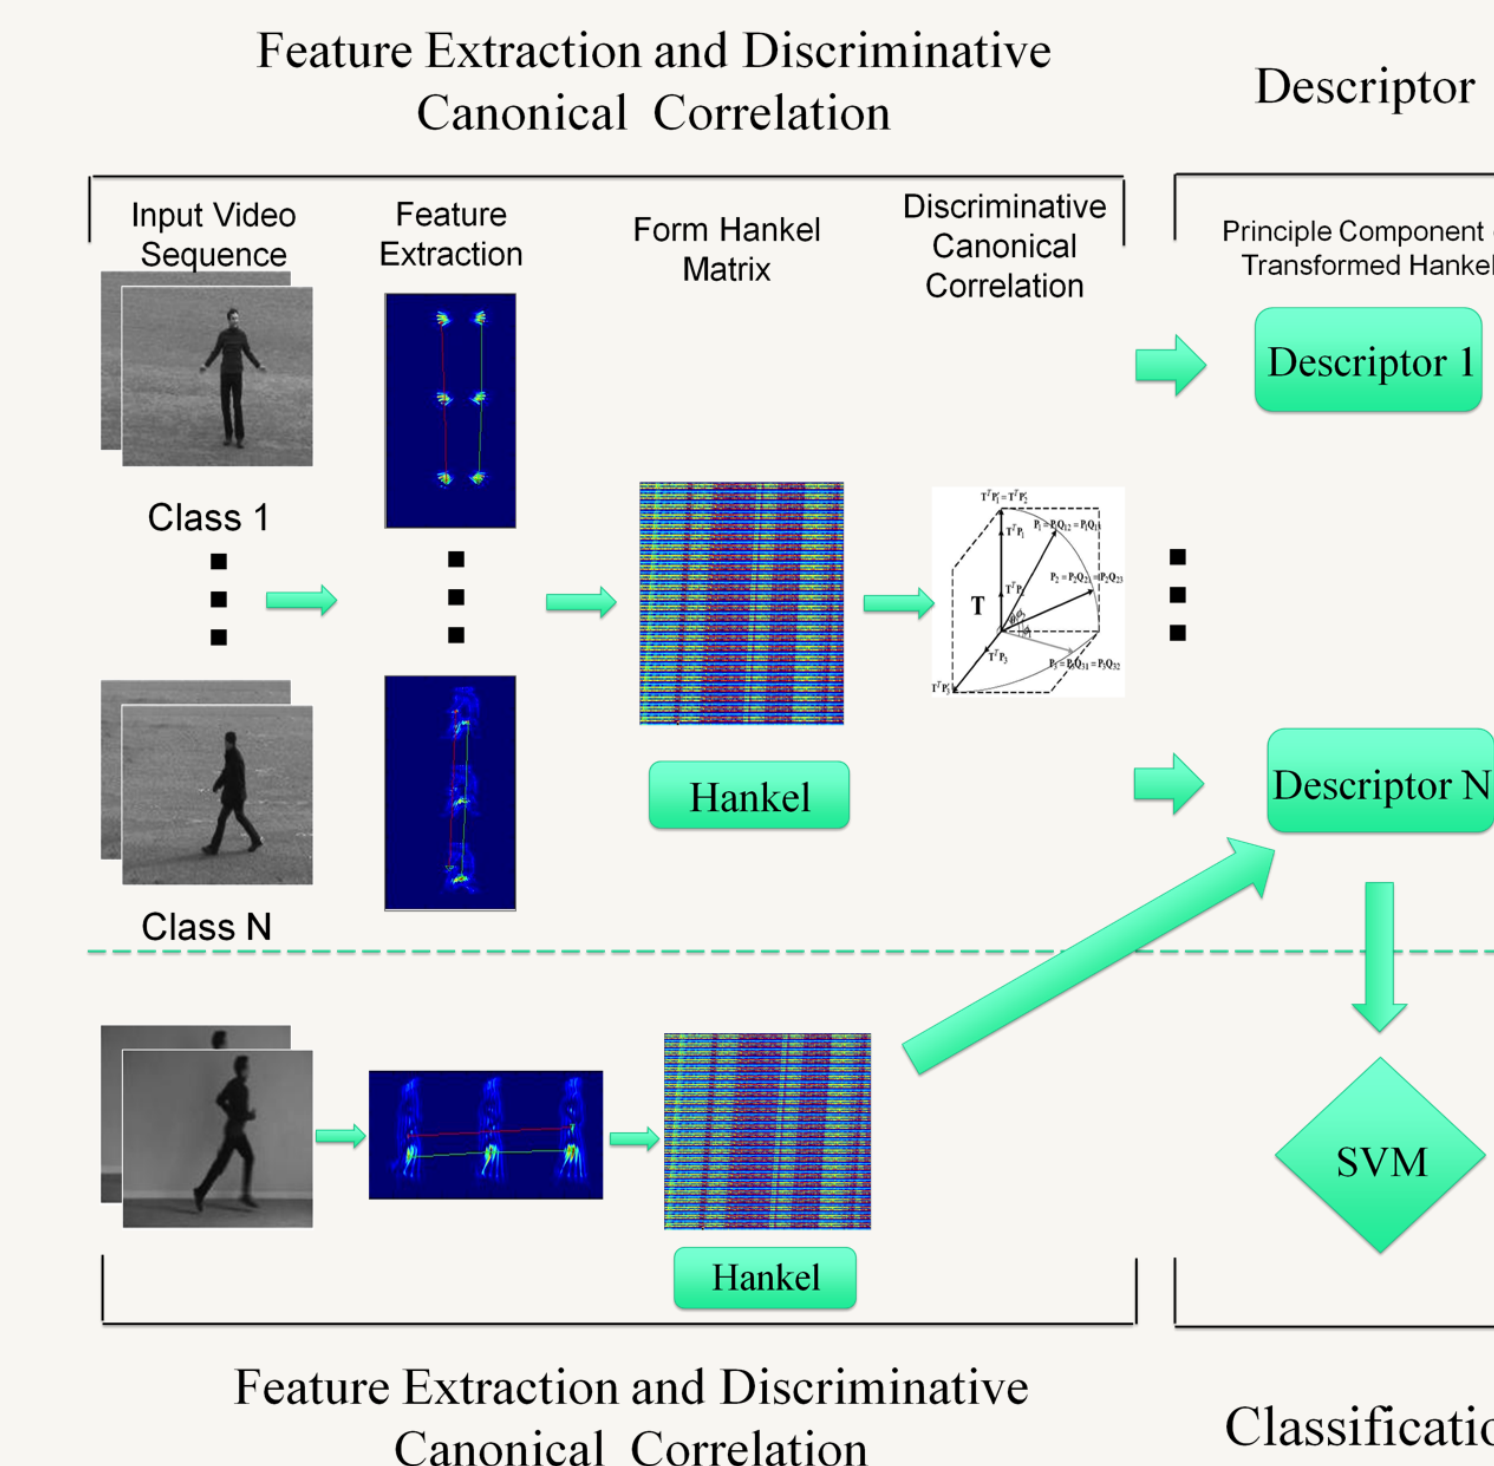 Feature Extraction and Discriminative
Canonical Correlation
Descriptor
Input Video
Sequence
Feature
Extraction
Form Hankel
Matrix
Discriminative
Canonical
Correlation
Principle Component
Transformed Hankel
Descriptor 1
Class 1
T
Hankel
Descriptor N
Class N
SVM
Hankel
Feature Extraction and Discriminative
Canonical Correlation
Classificatio